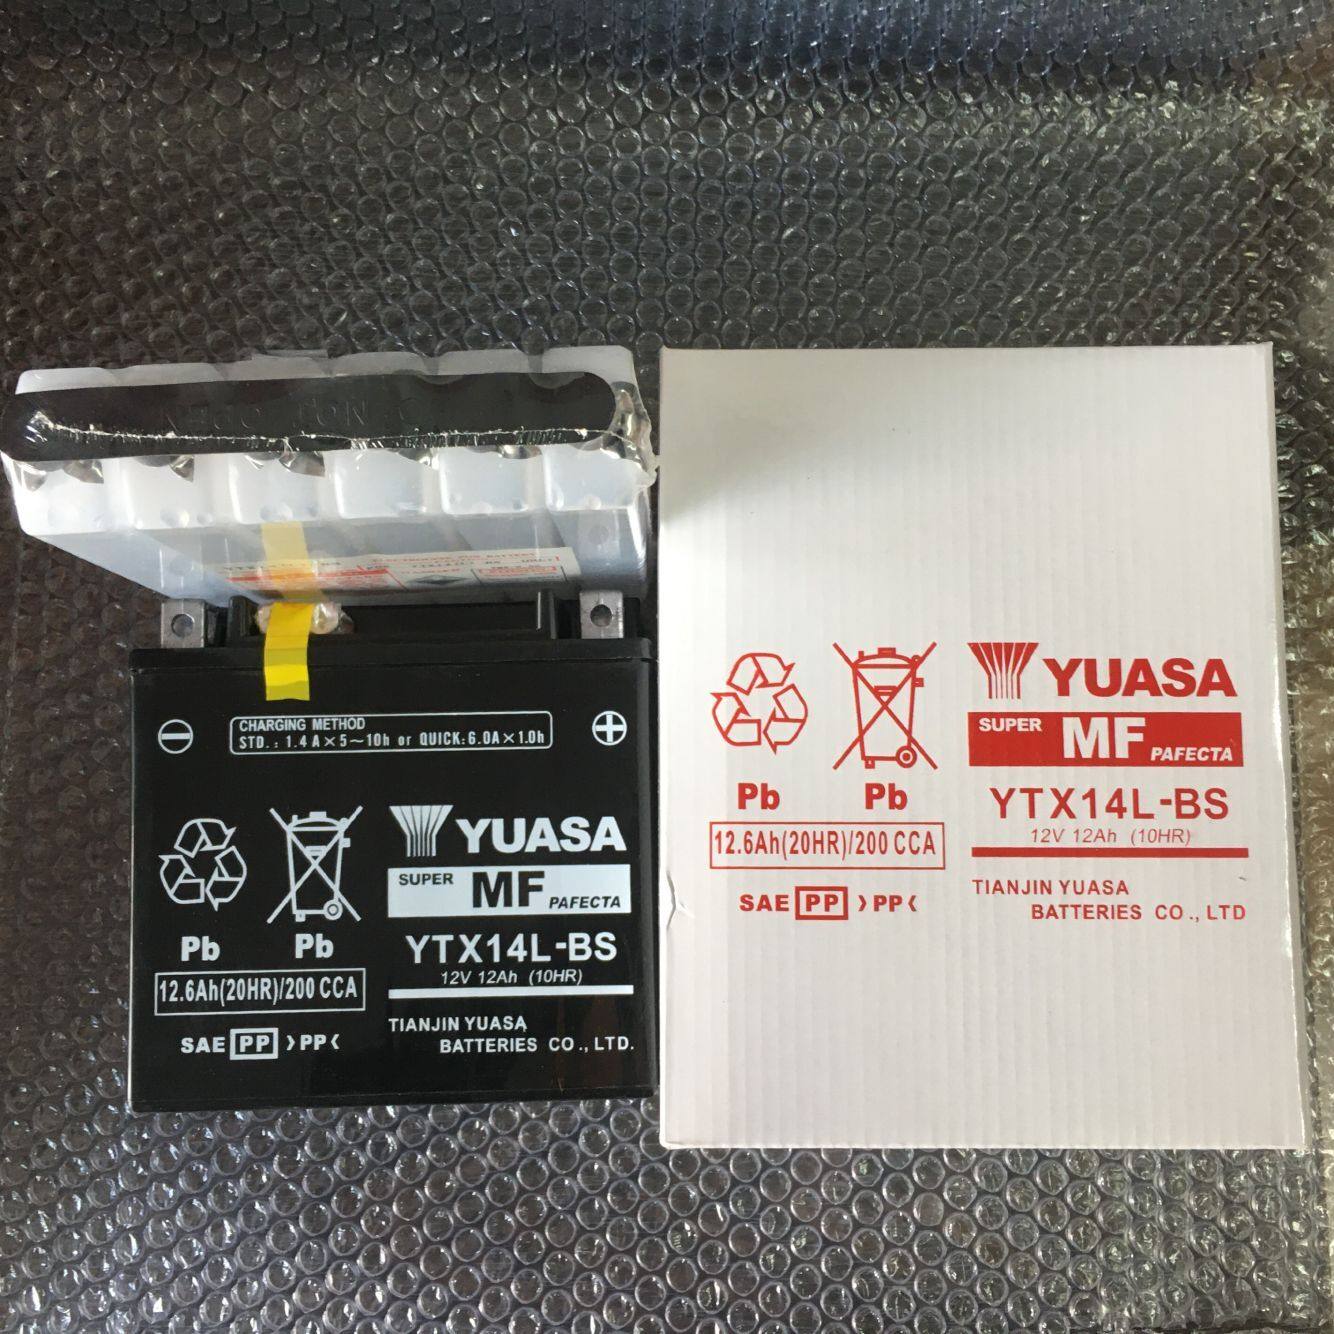 CHARGING METHOD
STD.: 1.4A×5～10h or QUICK:6.0A×1.0h
YUASA
SUPER MF PAFECTA
YTX14L-BS
12V 12Ah (10HR)
Pb Pb
12.6Ah(20HR)/200 CCA
SAE PP >PP<
TIANJIN YUASA
BATTERIES CO., LTD.
YUASA
SUPER MF PAFECTA
YTX14L-BS
12V 12Ah (10HR)
Pb Pb
12.6Ah(20HR)/200 CCA
SAE PP >PP<
TIANJIN YUASA
BATTERIES CO., LTD